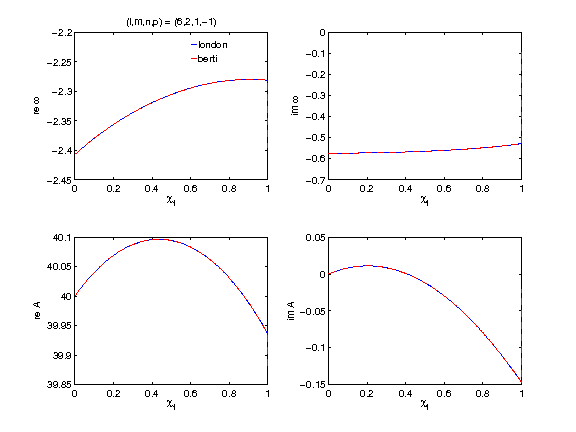 (l,m,n,p) = (6,2,1,−1)
−2.2
−2.25
−2.3
−2.35
−2.4
−2.45
re ω
london
berti
0 0.2 0.4 0.6 0.8 1
χf
0
−0.1
−0.2
−0.3
−0.4
−0.5
−0.6
−0.7
im ω
0 0.2 0.4 0.6 0.8 1
χf
40.1
40.05
40
39.95
39.9
39.85
re A
0 0.2 0.4 0.6 0.8 1
χf
0.05
0
−0.05
−0.1
−0.15
im A
0 0.2 0.4 0.6 0.8 1
χf